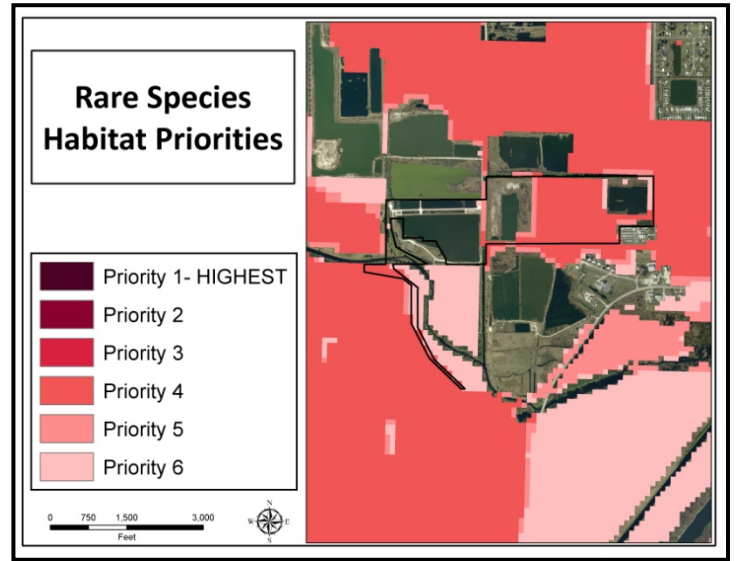 Rare Species
Habitat Priorities
Priority 1- HIGHEST
Priority 2
Priority 3
Priority 4
Priority 5
Priority 6
0 750 1,500 3,000
Feet
N
W E
S